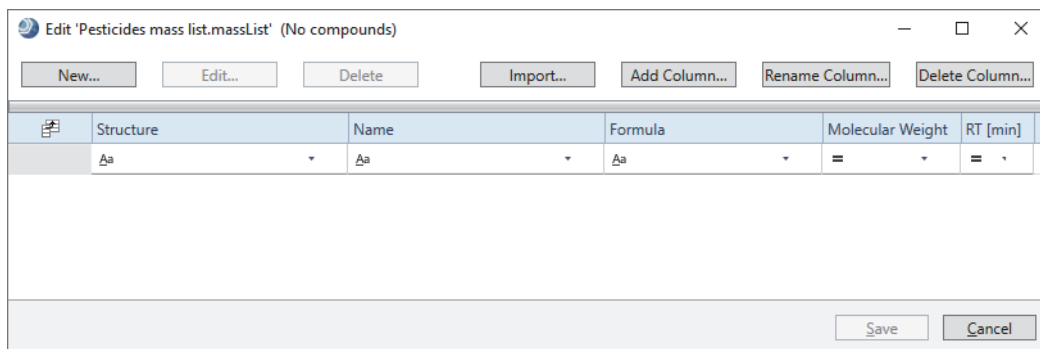 Edit 'Pesticides mass list.massList' (No compounds)
New... Edit... Delete Import... Add Column... Rename Column... Delete Column...
Structure Name Formula Molecular Weight RT [min]
Aa Aa Aa = =
Save Cancel